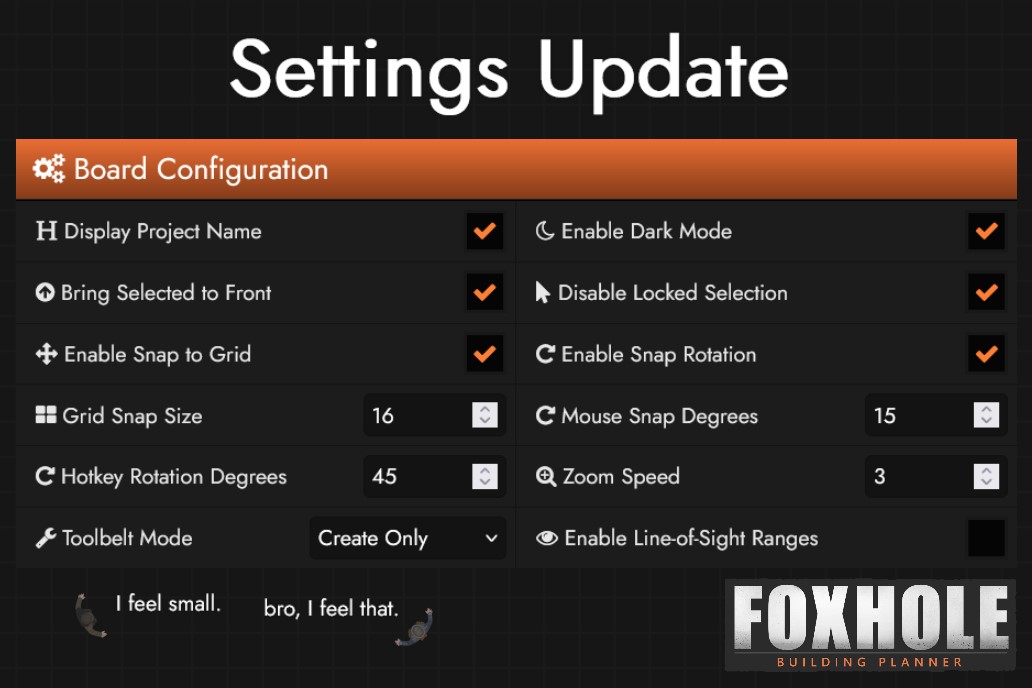 Settings Update
Board Configuration
Display Project Name
Enable Dark Mode
Bring Selected to Front
Disable Locked Selection
Enable Snap to Grid
Enable Snap Rotation
Grid Snap Size 16
Mouse Snap Degrees 15
Hotkey Rotation Degrees 45
Zoom Speed 3
Toolbelt Mode Create Only
Enable Line-of-Sight Ranges
I feel small.
bro, I feel that.
FOXHOLE
BUILDING PLANNER